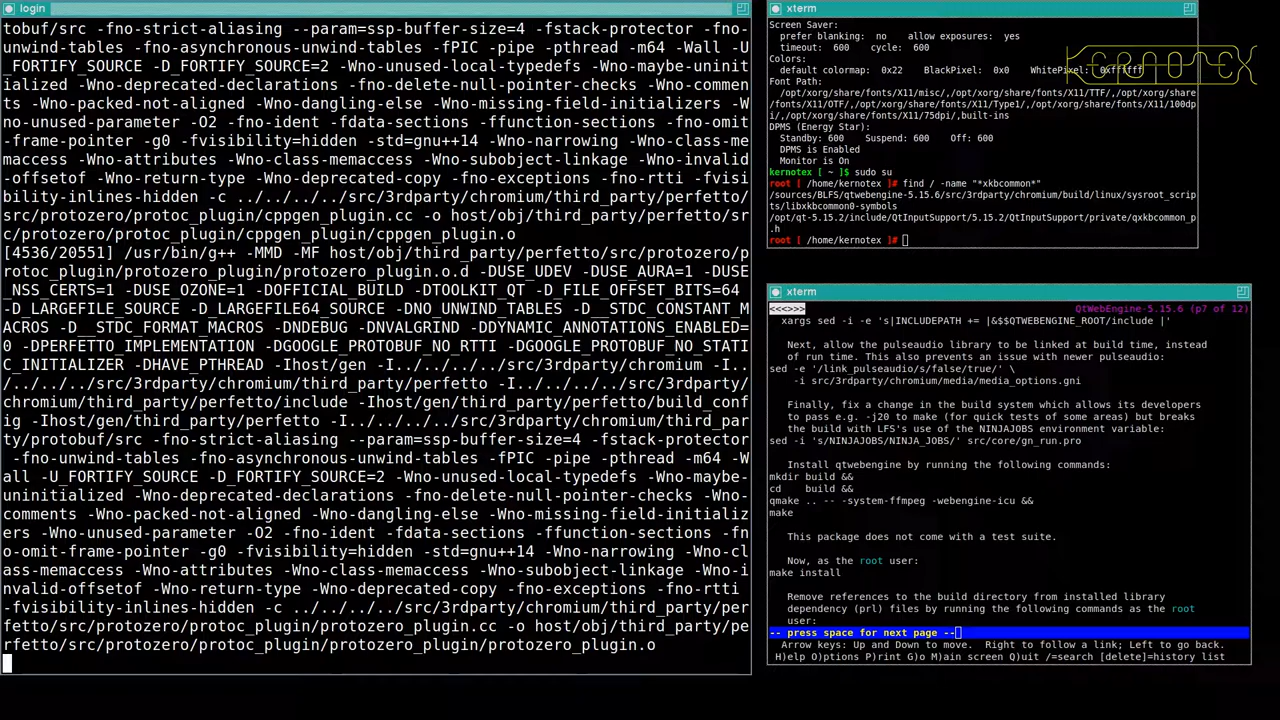 login
tobuf/src -fno-strict-aliasing --param=ssp-buffer-size=4 -fstack-protector -fno-
unwind-tables -fno-asynchronous-unwind-tables -fPIC -pipe -pthread -m64 -Wall -U
_FORTIFY_SOURCE -D_FORTIFY_SOURCE=2 -Wno-unused-local-typedefs -Wno-maybe-uninit
ialized -Wno-deprecated-declarations -fno-delete-null-pointer-checks -Wno-commen
ts -Wno-packed-not-aligned -Wno-dangling-else -Wno-missing-field-initializers -W
no-unused-parameter -O2 -fno-ident -fdata-sections -ffunction-sections -fno-omit
-frame-pointer -g0 -fvisibility=hidden -std=gnu++14 -Wno-narrowing -Wno-class-me
maccess -Wno-attributes -Wno-class-memaccess -Wno-subobject-linkage -Wno-invalid
-offsetof -Wno-return-type -Wno-deprecated-copy -fno-exceptions -fno-rtti -fvisi
bility-inlines-hidden -c ../../../../src/3rdparty/chromium/third_party/perfetto/
src/protozero/protoc_plugin/cppgen_plugin.cc -o host/obj/third_party/perfetto/sr
c/protozero/protoc_plugin/cppgen_plugin.o
[4536/20551] /usr/bin/g++ -MMD -MF host/obj/third_party/perfetto/src/protozero/p
rotoc_plugin/protozero_plugin/protozero_plugin.o.d -DUSE_UDEV -DUSE_AURA=1 -DUSE
_NSS_CERTS=1 -DUSE_OZONE=1 -DOFFICIAL_BUILD -DTOOLKIT_QT -D_FILE_OFFSET_BITS=64
-D_LARGEFILE_SOURCE -D_LARGEFILE64_SOURCE -DNO_UNWIND_TABLES -D__STDC_CONSTANT_M
ACROS -D__STDC_FORMAT_MACROS -DNDEBUG -DNVALGRIND -DDYNAMIC_ANNOTATIONS_ENABLED=
0 -DPERFETTO_IMPLEMENTATION -DGOOGLE_PROTOBUF_NO_RTTI -DGOOGLE_PROTOBUF_NO_STATI
C_INITIALIZER -DHAVE_PTHREAD -Ihost/gen -I../../../../src/3rdparty/chromium -I..
/../../../src/3rdparty/chromium/third_party/perfetto -I../../../../src/3rdparty/
chromium/third_party/perfetto/include -Ihost/gen/third_party/perfetto/build_conf
ig -Ihost/gen/third_party/perfetto -I../../../../src/3rdparty/chromium/third_par
ty/protobuf/src -fno-strict-aliasing --param=ssp-buffer-size=4 -fstack-protector
-fno-unwind-tables -fno-asynchronous-unwind-tables -fPIC -pipe -pthread -m64 -W
all -U_FORTIFY_SOURCE -D_FORTIFY_SOURCE=2 -Wno-unused-local-typedefs -Wno-maybe-
uninitialized -Wno-deprecated-declarations -fno-delete-null-pointer-checks -Wno-
comments -Wno-packed-not-aligned -Wno-dangling-else -Wno-missing-field-initializ
ers -Wno-unused-parameter -O2 -fno-ident -fdata-sections -ffunction-sections -fn
o-omit-frame-pointer -g0 -fvisibility=hidden -std=gnu++14 -Wno-narrowing -Wno-cl
ass-memaccess -Wno-attributes -Wno-class-memaccess -Wno-subobject-linkage -Wno-i
nvalid-offsetof -Wno-return-type -Wno-deprecated-copy -fno-exceptions -fno-rtti
-fvisibility-inlines-hidden -c ../../../../src/3rdparty/chromium/third_party/per
fetto/src/protozero/protoc_plugin/protozero_plugin.cc -o host/obj/third_party/pe
rfetto/src/protozero/protoc_plugin/protozero_plugin/protozero_plugin.o
xterm
Screen Saver:
prefer blanking: no allow exposures: yes
timeout: 600 cycle: 600
Colors:
default colormap: 0x22 BlackPixel: 0x0 WhitePixel: 0xffffff
KERNOTEX
Font Path:
/opt/xorg/share/fonts/X11/misc/,/opt/xorg/share/fonts/X11/TTF/,/opt/xorg/share
/fonts/X11/OTF/,/opt/xorg/share/fonts/X11/Type1/,/opt/xorg/share/fonts/X11/100dp
i/,/opt/xorg/share/fonts/X11/75dpi/,built-ins
DPMS (Energy Star):
Standby: 600 Suspend: 600 Off: 600
DPMS is Enabled
Monitor is On
kernotex [ ~ ]$ sudo su
root [ /home/kernotex ]# find / -name "*xkbcommon*"
/sources/BLFS/qtwebengine-5.15.6/src/3rdparty/chromium/build/linux/sysroot_scrip
ts/libxkbcommon0-symbols
/opt/qt-5.15.2/include/QtInputSupport/5.15.2/QtInputSupport/private/qxkbcommon_p
.h
root [ /home/kernotex ]#
xterm
<<<>>> QtWebEngine-5.15.6 (p7 of 12)
xargs sed -i -e 's|INCLUDEPATH += |&$$QTWEBENGINE_ROOT/include |'
Next, allow the pulseaudio library to be linked at build time, instead
of run time. This also prevents an issue with newer pulseaudio:
sed -e '/link_pulseaudio/s/false/true/' \
-i src/3rdparty/chromium/media/media_options.gni
Finally, fix a change in the build system which allows its developers
to pass e.g. -j20 to make (for quick tests of some areas) but breaks
the build with LFS's use of the NINJAJOBS environment variable:
sed -i 's/NINJAJOBS/NINJA_JOBS/' src/core/gn_run.pro
Install qtwebengine by running the following commands:
mkdir build &&
cd build &&
qmake .. -- -system-ffmpeg -webengine-icu &&
make
This package does not come with a test suite.
Now, as the root user:
make install
Remove references to the build directory from installed library
dependency (prl) files by running the following commands as the root
user:
-- press space for next page --
Arrow keys: Up and Down to move. Right to follow a link; Left to go back.
H)elp O)ptions P)rint G)o M)ain screen Q)uit /=search [delete]=history list